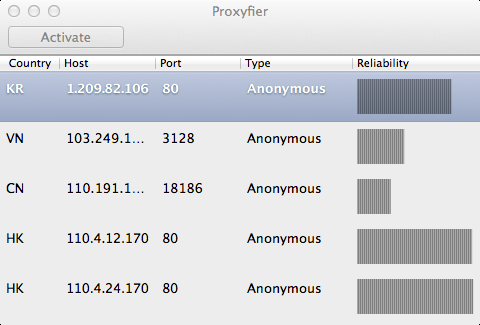 Proxyfier
Activate
Country Host Port Type Reliability
KR 1.209.82.106 80 Anonymous
VN 103.249.1... 3128 Anonymous
CN 110.191.1... 18186 Anonymous
HK 110.4.12.170 80 Anonymous
HK 110.4.24.170 80 Anonymous